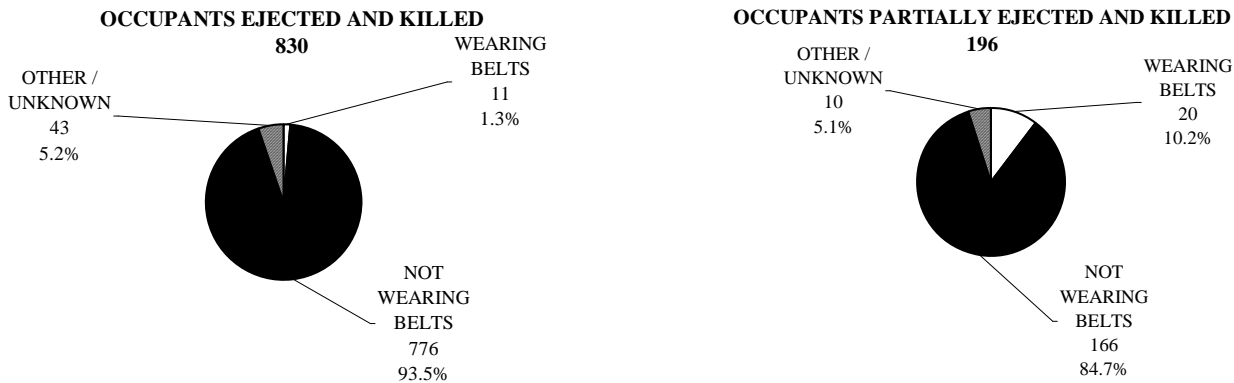 OCCUPANTS EJECTED AND KILLED
830
WEARING
BELTS
11
1.3%
OTHER /
UNKNOWN
43
5.2%
NOT
WEARING
BELTS
776
93.5%
OCCUPANTS PARTIALLY EJECTED AND KILLED
196
OTHER /
UNKNOWN
10
5.1%
WEARING
BELTS
20
10.2%
NOT
WEARING
BELTS
166
84.7%